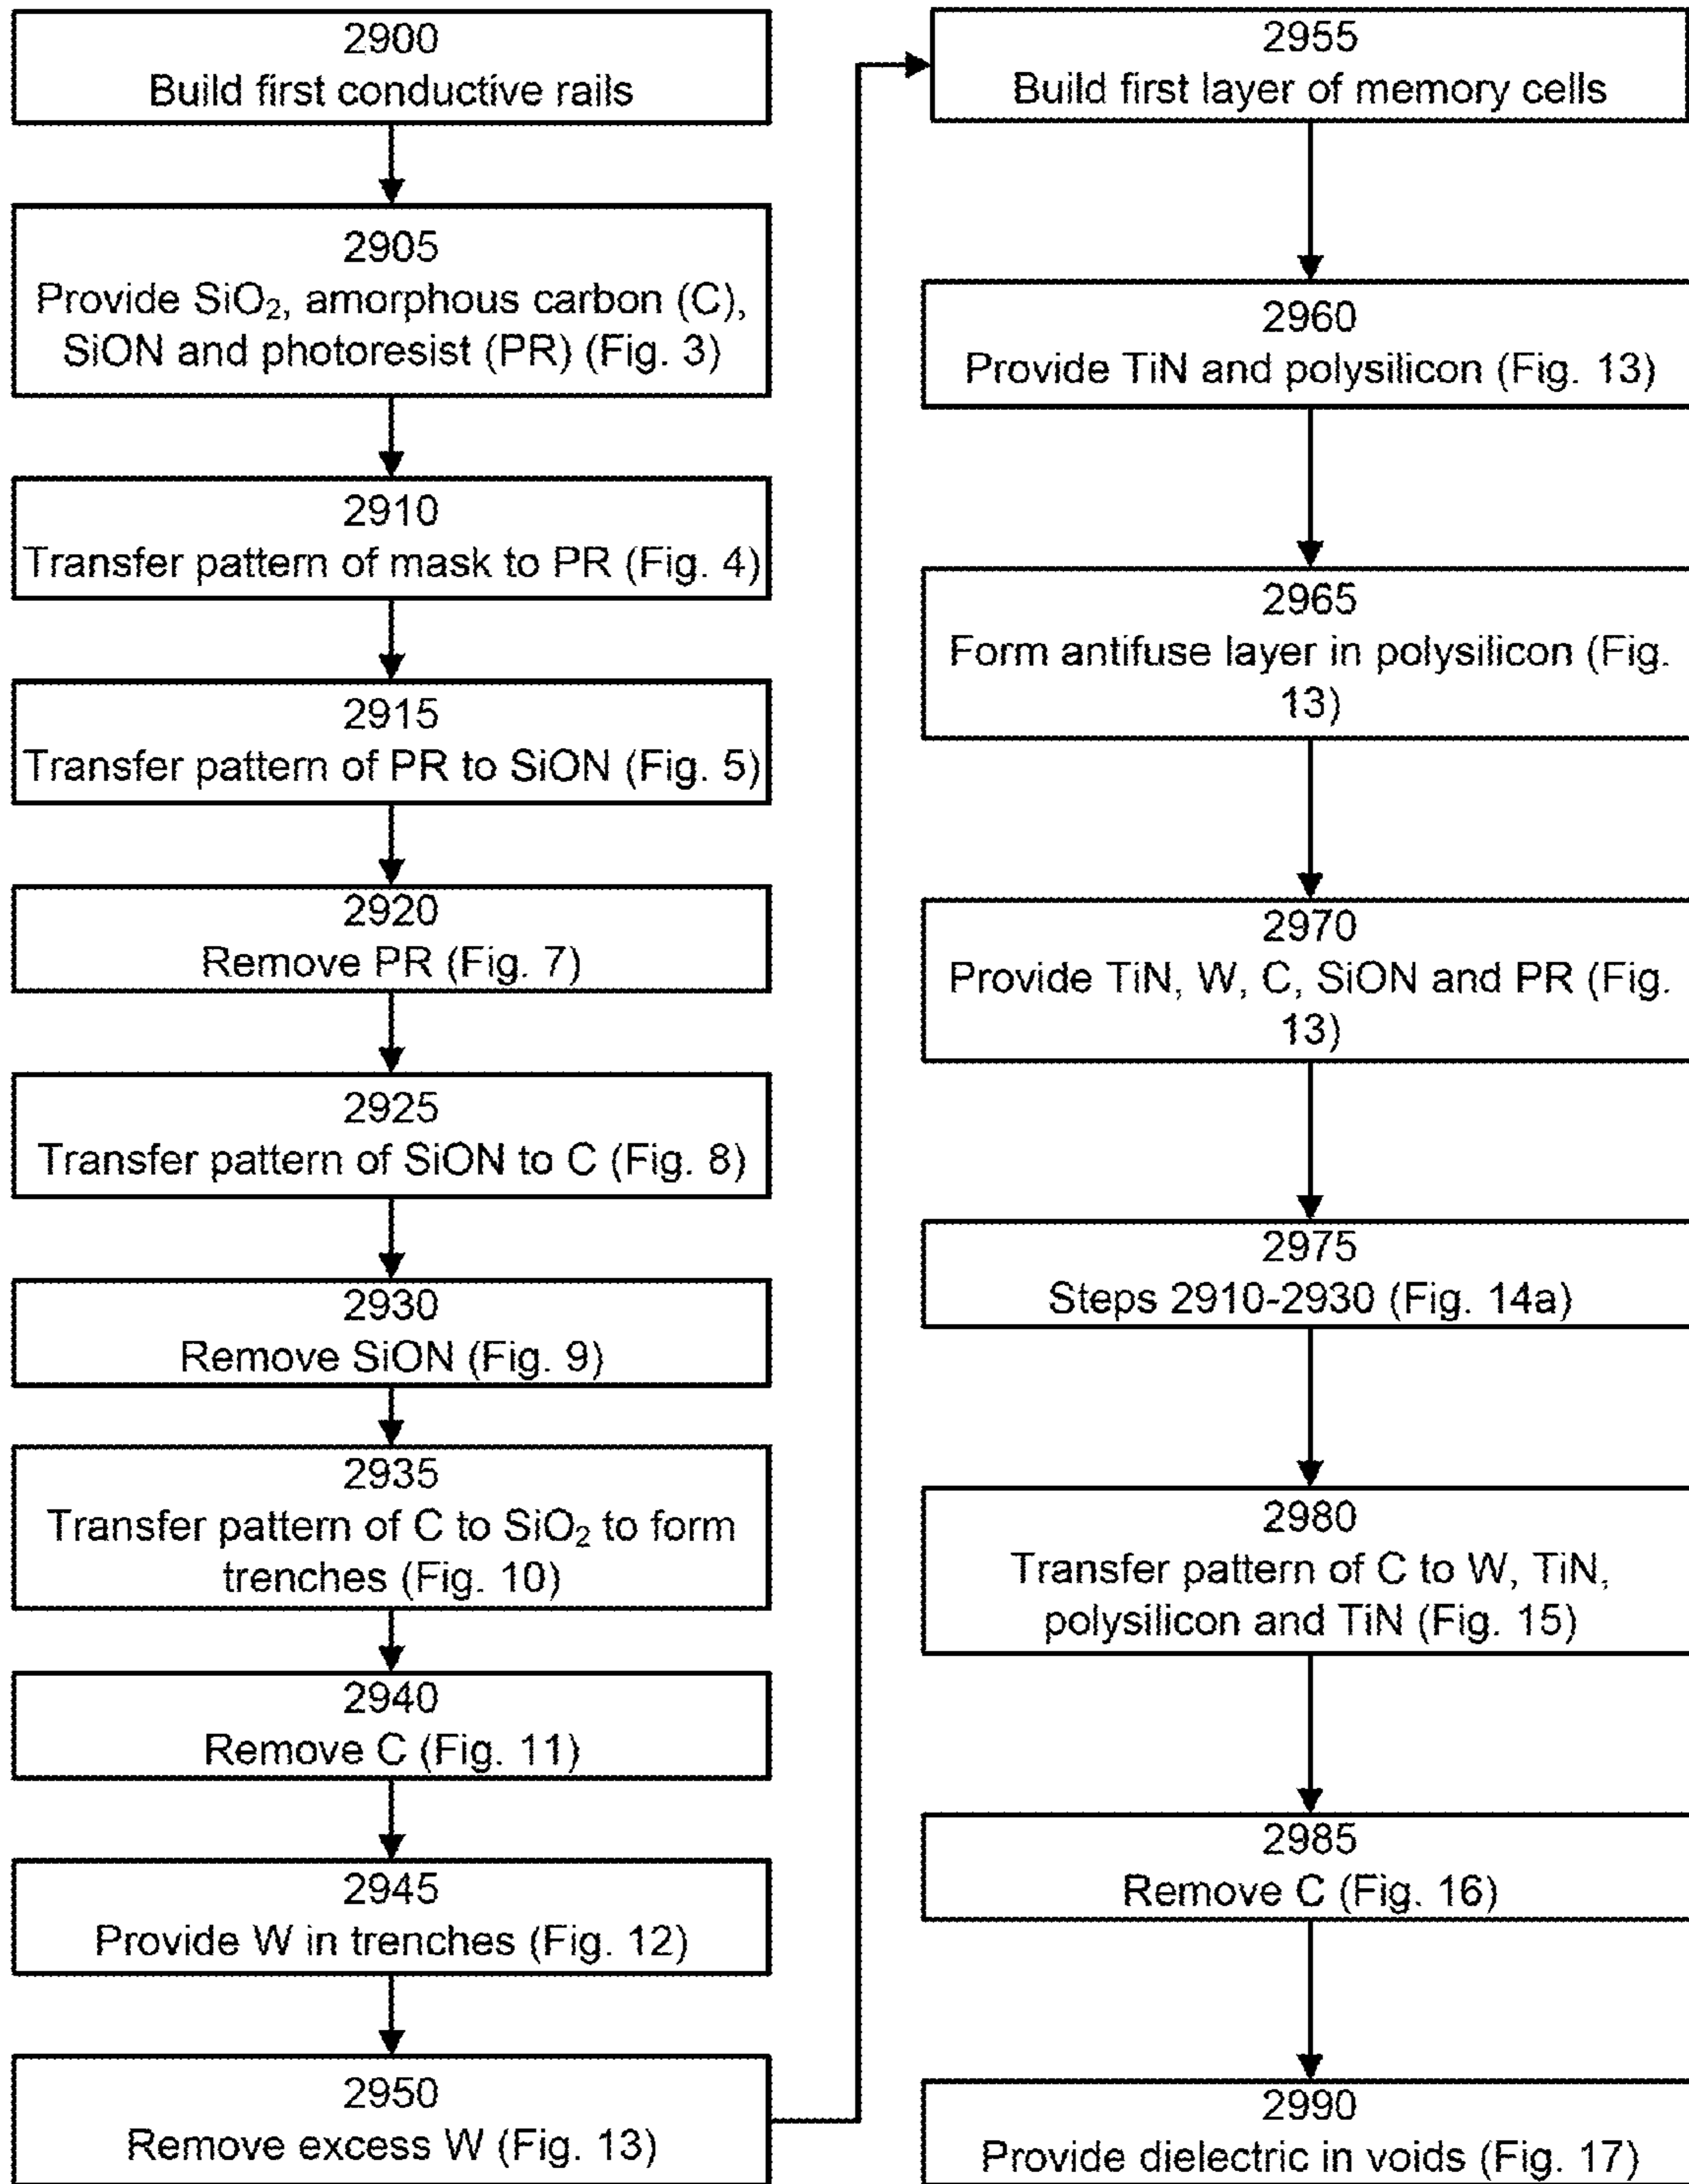 2900
Build first conductive rails
2905
Provide SiO₂, amorphous carbon (C),
SiON and photoresist (PR) (Fig. 3)
2910
Transfer pattern of mask to PR (Fig. 4)
2915
Transfer pattern of PR to SiON (Fig. 5)
2920
Remove PR (Fig. 7)
2925
Transfer pattern of SiON to C (Fig. 8)
2930
Remove SiON (Fig. 9)
2935
Transfer pattern of C to SiO₂ to form
trenches (Fig. 10)
2940
Remove C (Fig. 11)
2945
Provide W in trenches (Fig. 12)
2950
Remove excess W (Fig. 13)
2955
Build first layer of memory cells
2960
Provide TiN and polysilicon (Fig. 13)
2965
Form antifuse layer in polysilicon (Fig.
13)
2970
Provide TiN, W, C, SiON and PR (Fig.
13)
2975
Steps 2910-2930 (Fig. 14a)
2980
Transfer pattern of C to W, TiN,
polysilicon and TiN (Fig. 15)
2985
Remove C (Fig. 16)
2990
Provide dielectric in voids (Fig. 17)